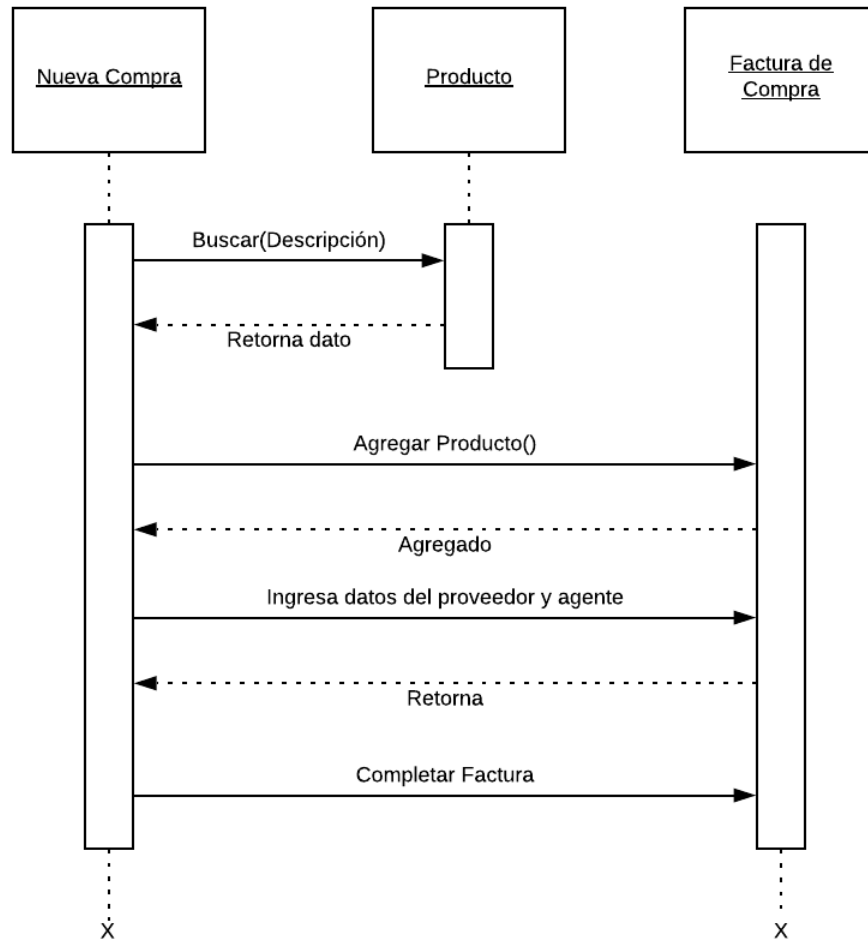 Nueva Compra
Producto
Factura de
Compra
Buscar(Descripción)
Retorna dato
Agregar Producto()
Agregado
Ingresa datos del proveedor y agente
Retorna
Completar Factura
X
X